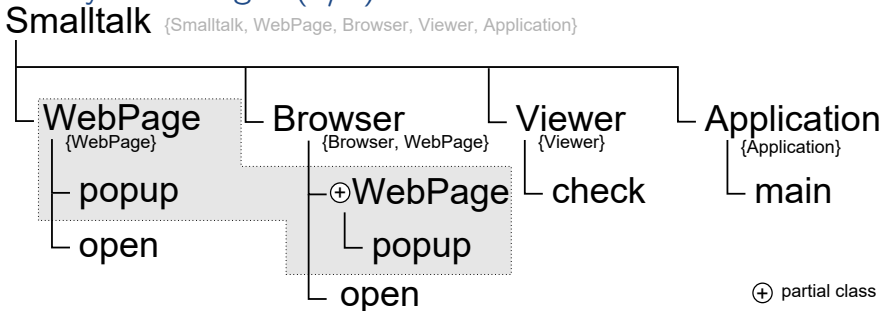 Smalltalk {Smalltalk, WebPage, Browser, Viewer, Application}
WebPage Browser Viewer Application
{WebPage} {Browser, WebPage} {Viewer} {Application}
popup ⊕WebPage check main
open popup
open ⊕ partial class